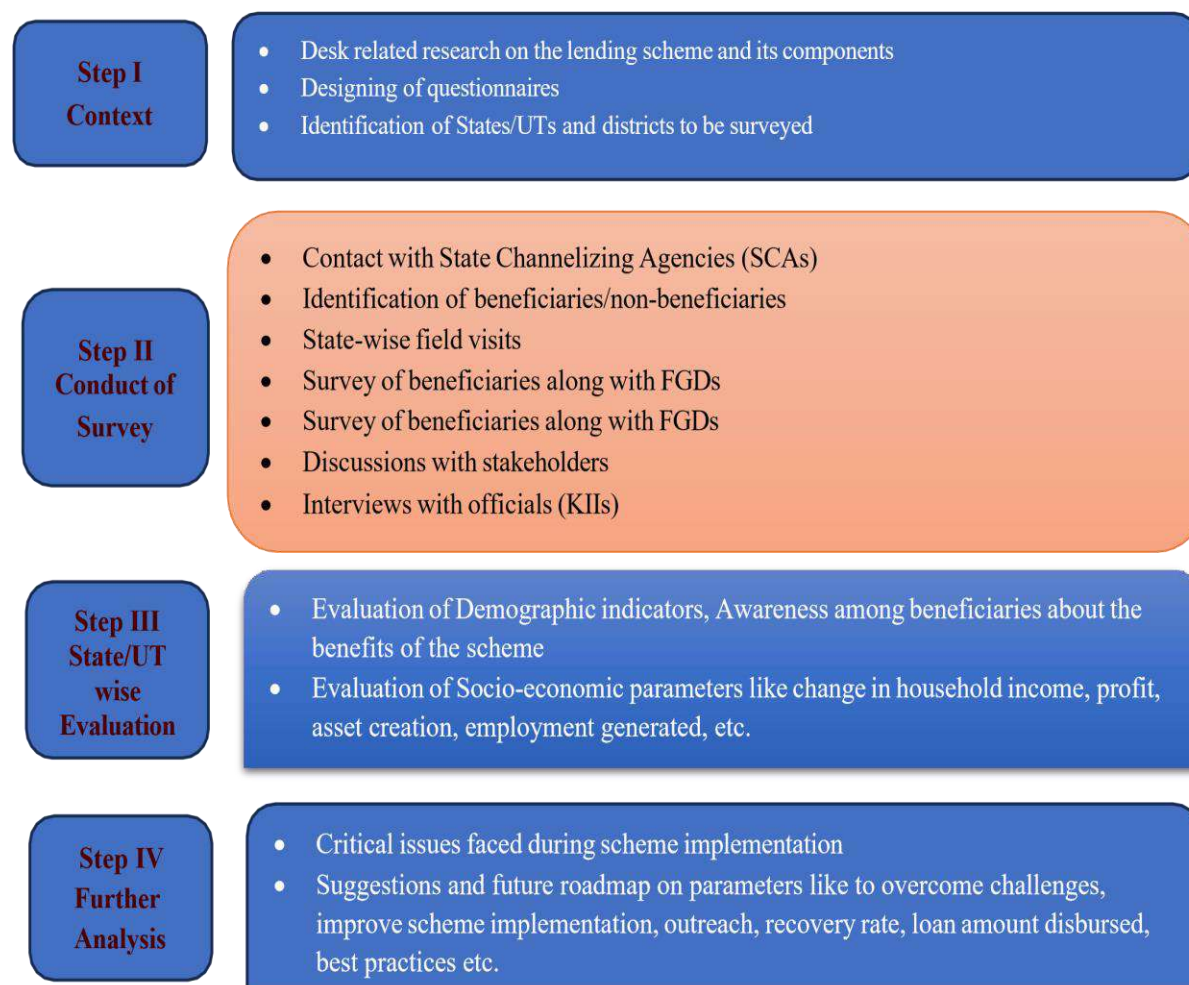 Step I
Context
• Desk related research on the lending scheme and its components
• Designing of questionnaires
• Identification of States/UTs and districts to be surveyed
Step II
Conduct of
Survey
• Contact with State Channelizing Agencies (SCAs)
• Identification of beneficiaries/non-beneficiaries
• State-wise field visits
• Survey of beneficiaries along with FGDs
• Survey of beneficiaries along with FGDs
• Discussions with stakeholders
• Interviews with officials (KIIs)
Step III
State/UT
wise
Evaluation
• Evaluation of Demographic indicators, Awareness among beneficiaries about the
benefits of the scheme
• Evaluation of Socio-economic parameters like change in household income, profit,
asset creation, employment generated, etc.
Step IV
Further
Analysis
• Critical issues faced during scheme implementation
• Suggestions and future roadmap on parameters like to overcome challenges,
improve scheme implementation, outreach, recovery rate, loan amount disbursed,
best practices etc.